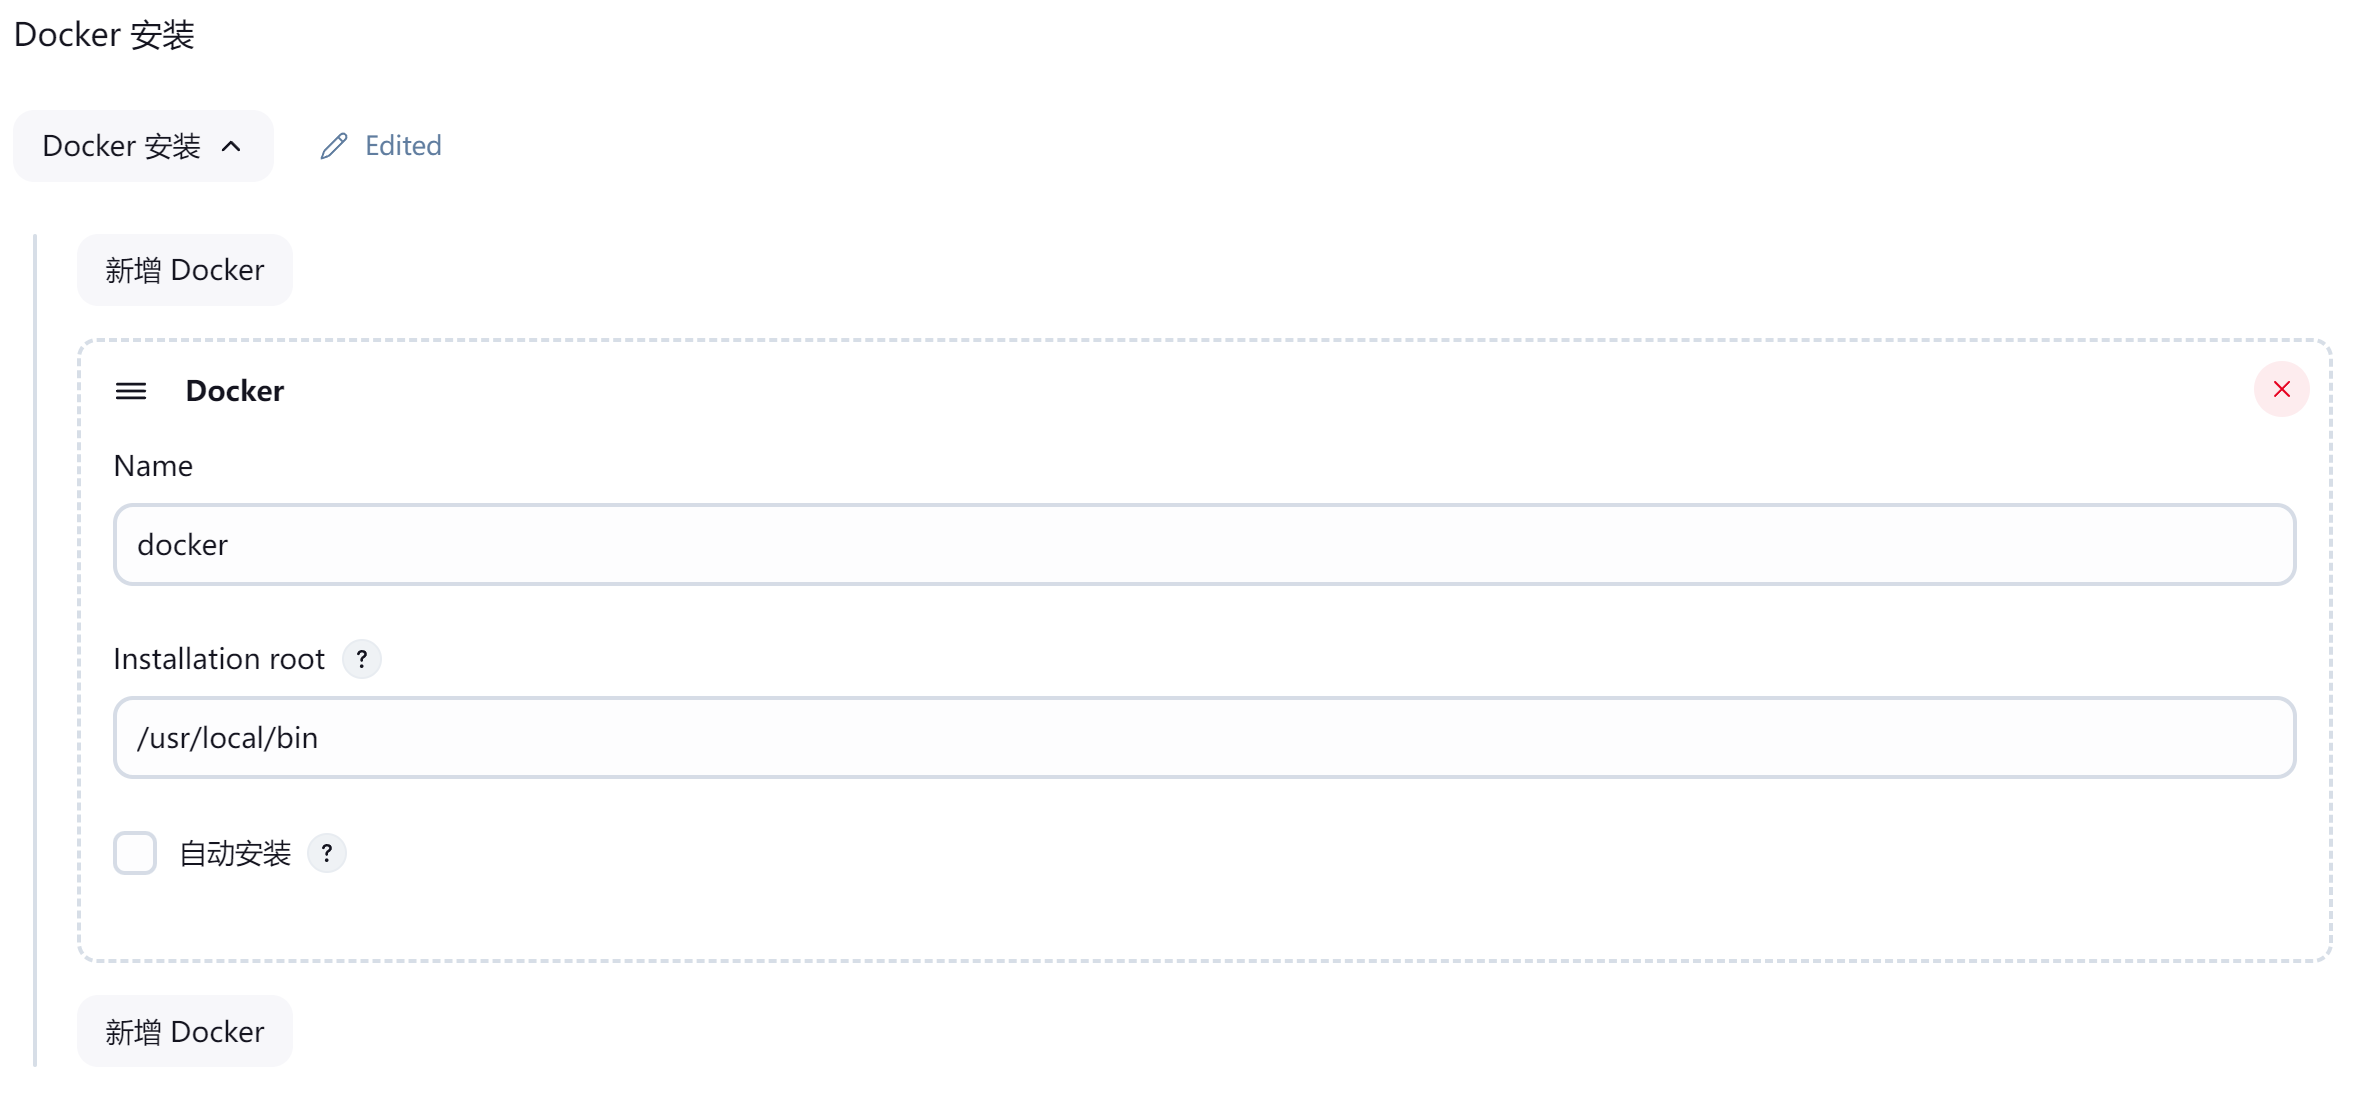 Docker 安装
Docker 安装
Edited
新增 Docker
Docker
Name
docker
Installation root ?
/usr/local/bin
自动安装 ?
新增 Docker